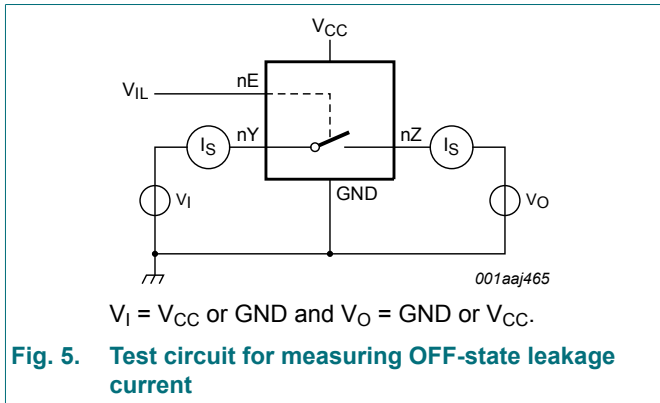 VCC
nE
VIL
nY
nZ
IS
IS
GND
VI
VO
001aaj465
VI = VCC or GND and VO = GND or VCC.
Fig. 5. Test circuit for measuring OFF-state leakage
current